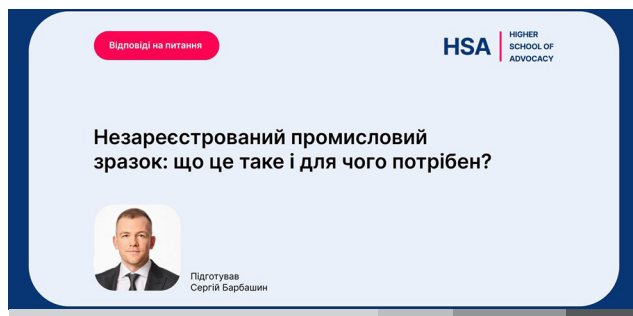 Відповіді на питання
HSA
HIGHER
SCHOOL OF
ADVOCACY
Незареєстрований промисловий
зразок: що це таке і для чого потрібен?
Підготував
Сергій Барбашин